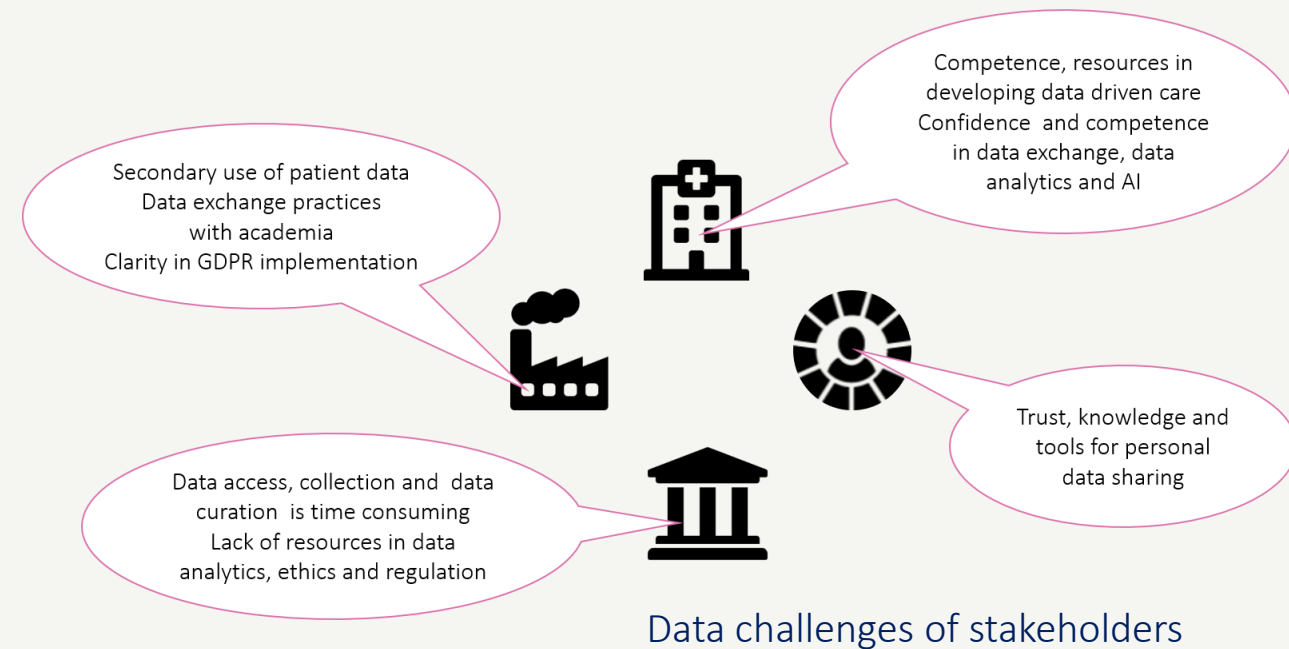 Competence, resources in
developing data driven care
Confidence  and competence
in data exchange, data
analytics and AI
Secondary use of patient data
Data exchange practices
with academia
Clarity in GDPR implementation
Trust, knowledge and
tools for personal
data sharing
Data access, collection and  data
curation  is time consuming
Lack of resources in data
analytics, ethics and regulation
Data challenges of stakeholders